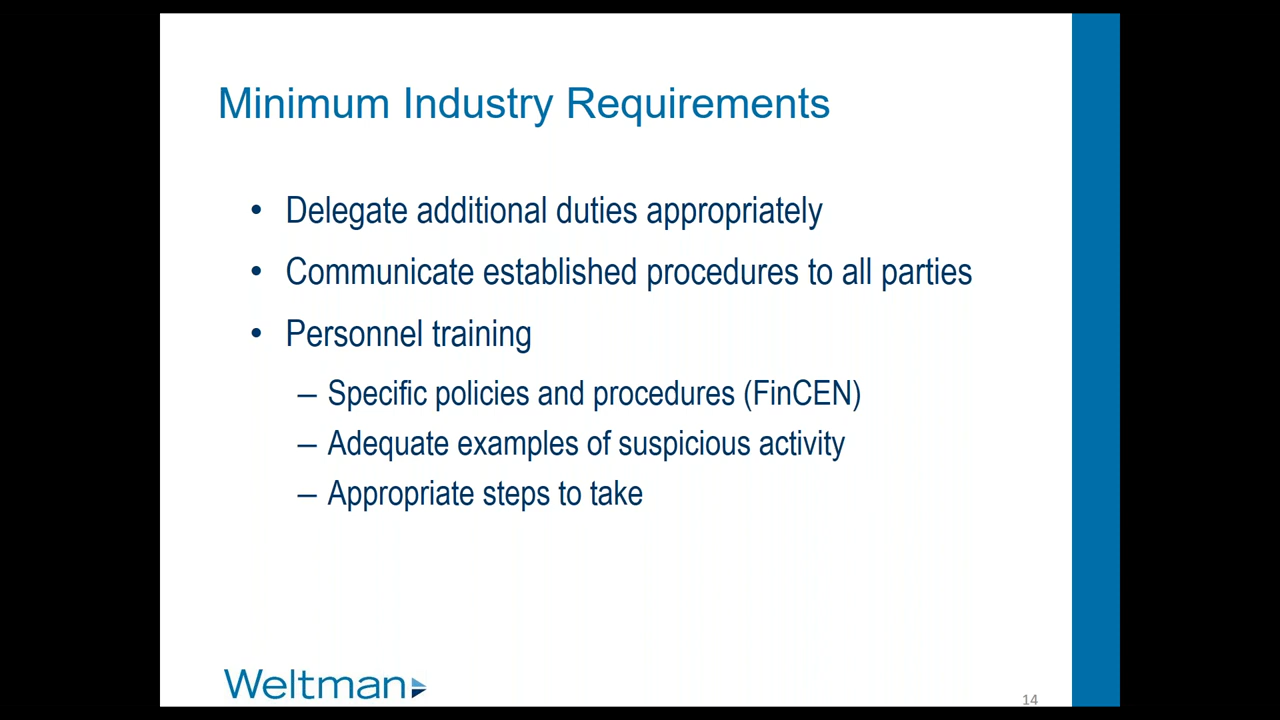 Minimum Industry Requirements
• Delegate additional duties appropriately
• Communicate established procedures to all parties
• Personnel training
– Specific policies and procedures (FinCEN)
– Adequate examples of suspicious activity
– Appropriate steps to take
Weltman
14